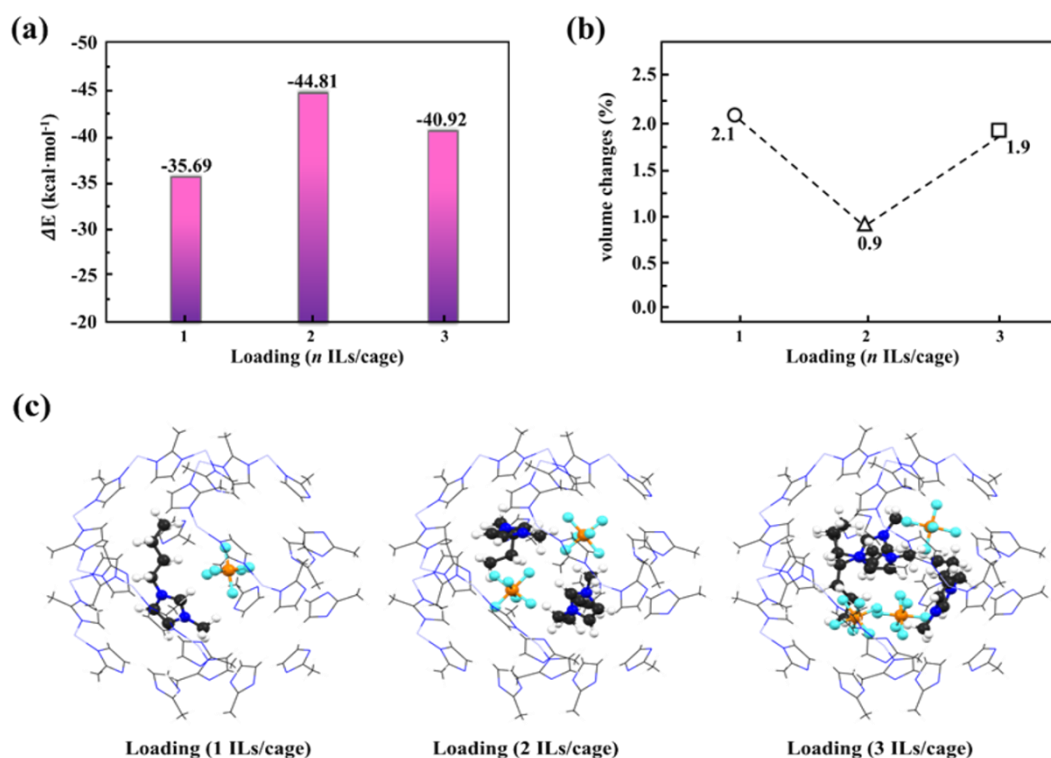 (a)
-50
-45
-40
-35
-30
-25
-20
ΔE (kcal·mol⁻¹)
-35.69
-44.81
-40.92
1 2 3
Loading (n ILs/cage)
(b)
2.5
2.0
1.5
1.0
0.5
0.0
volume changes (%)
2.1
0.9
1.9
1 2 3
Loading (n ILs/cage)
(c)
Loading (1 ILs/cage) Loading (2 ILs/cage) Loading (3 ILs/cage)